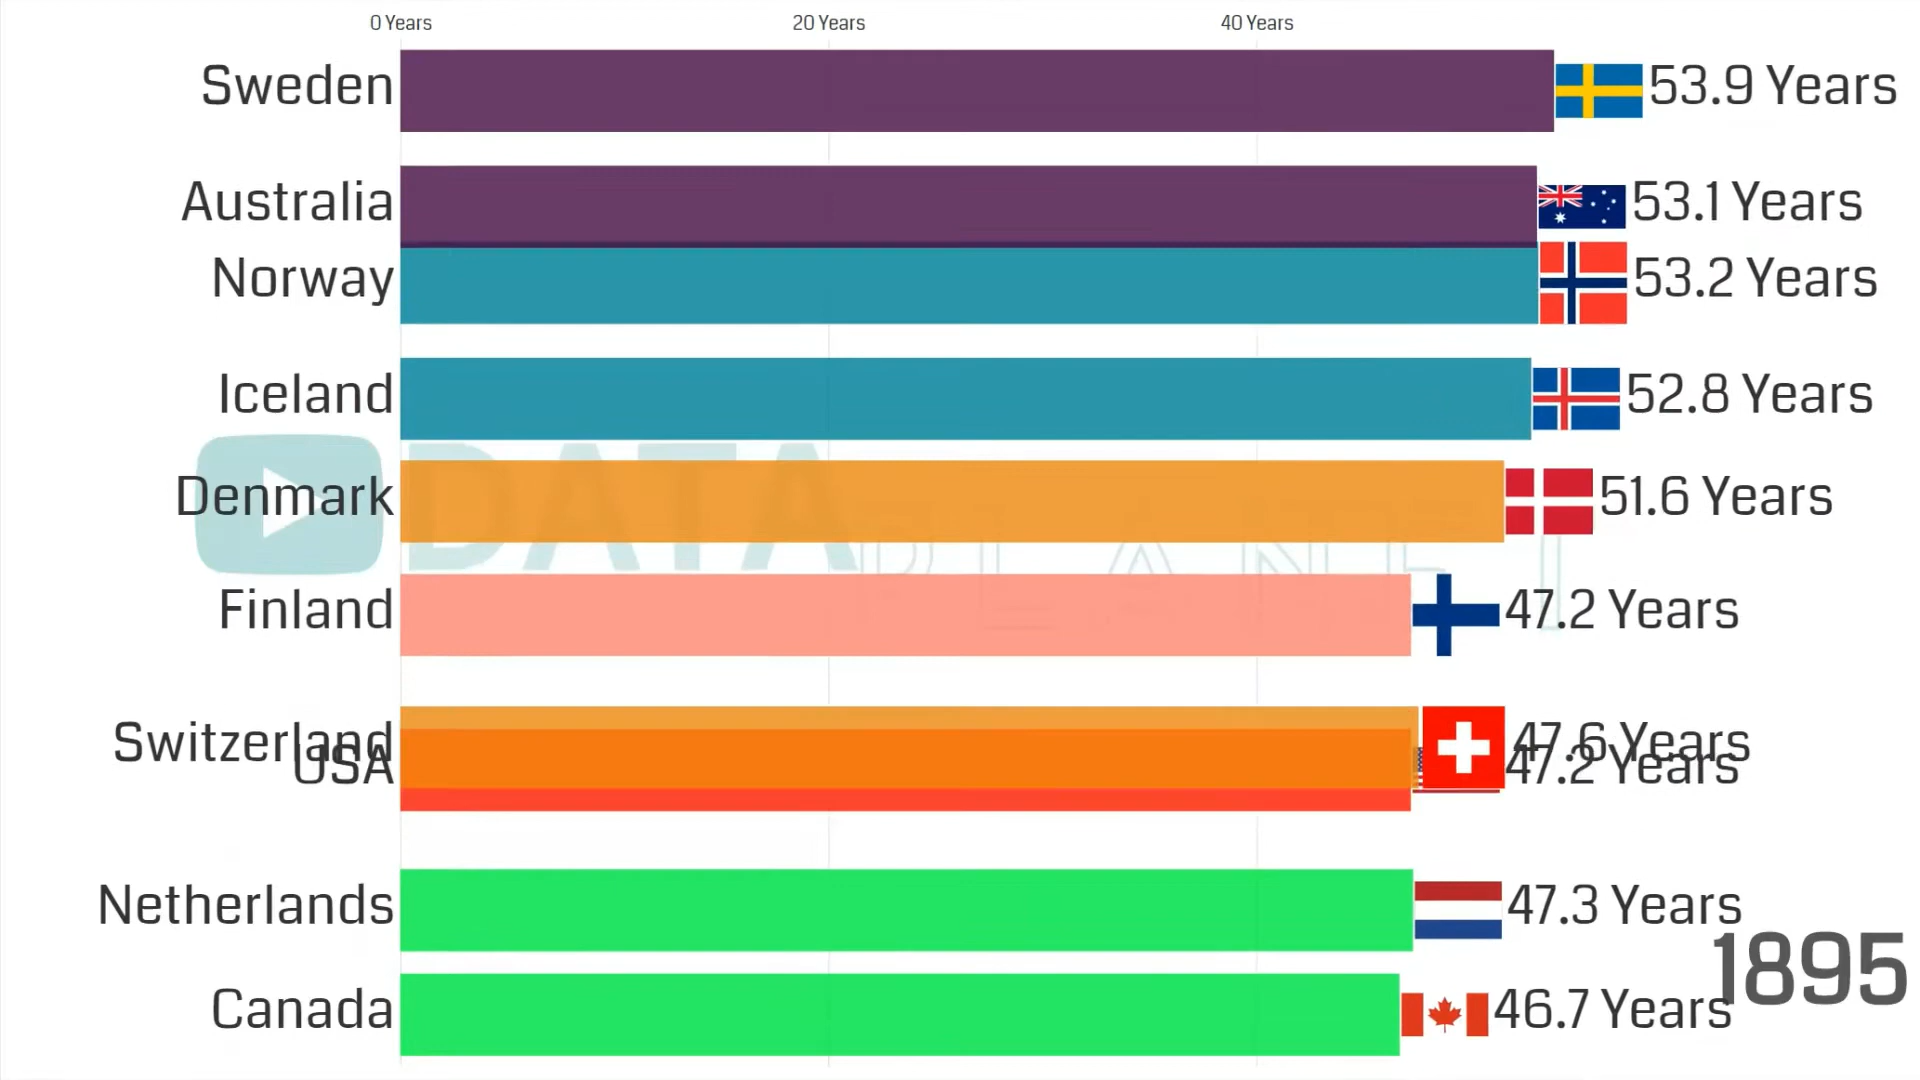 0 Years 20 Years 40 Years
Sweden 53.9 Years
Australia 53.1 Years
Norway 53.2 Years
Iceland 52.8 Years
DATA
PLANET
Denmark 51.6 Years
Finland 47.2 Years
Switzerland 47.6 Years
USA 47.2 Years
Netherlands 47.3 Years
1895
Canada 46.7 Years